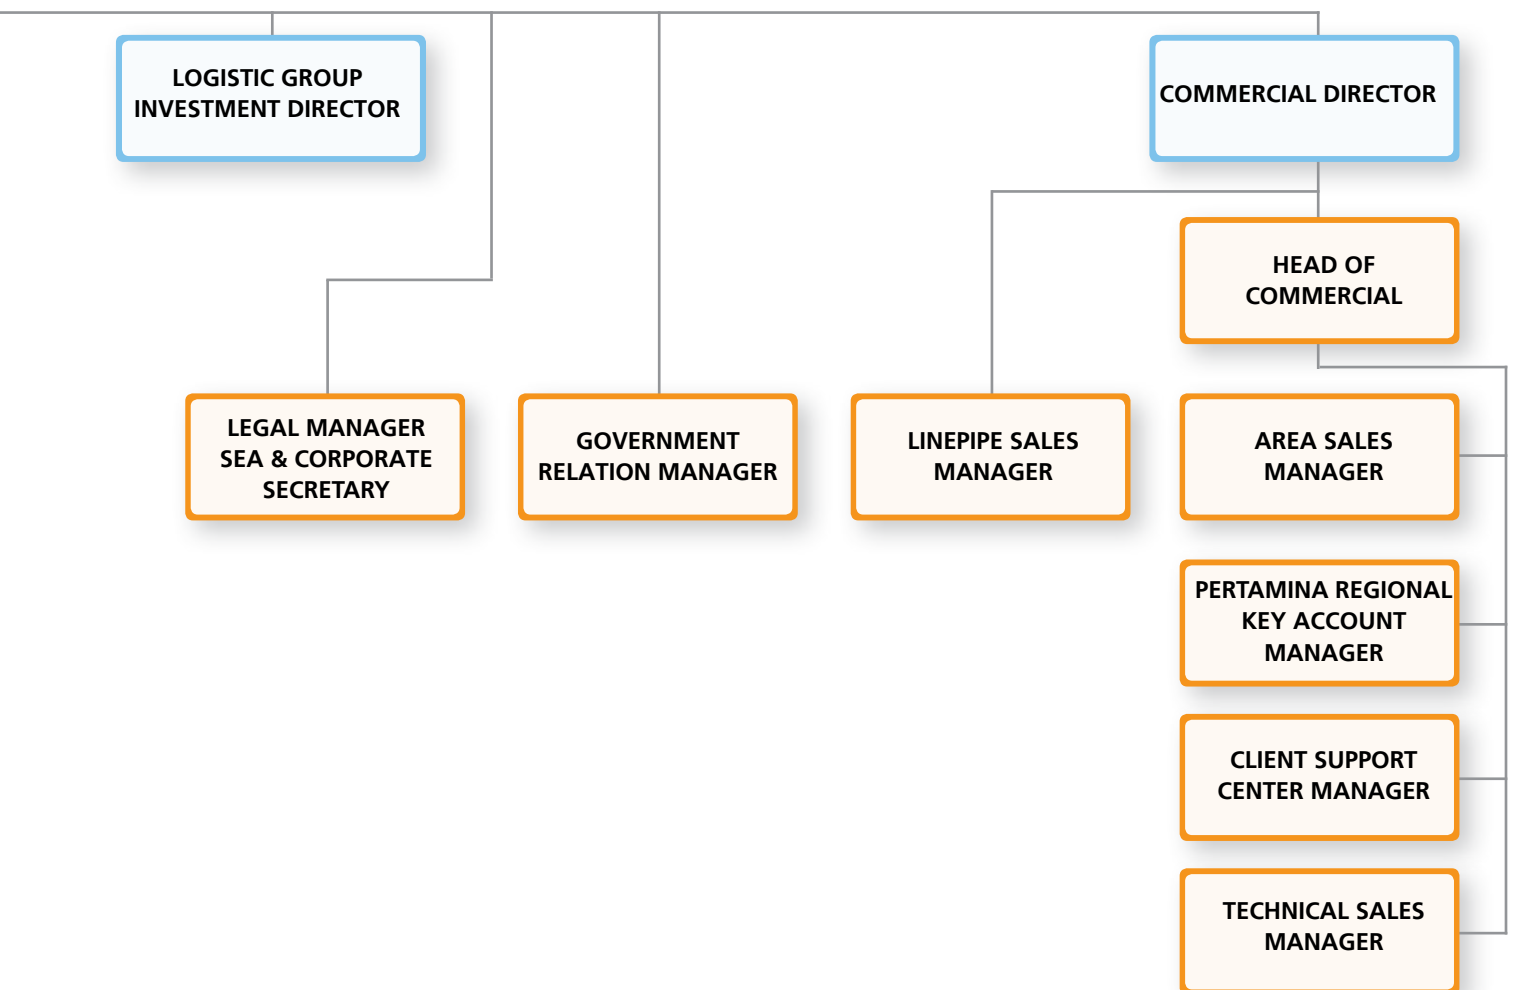 LOGISTIC GROUP
INVESTMENT DIRECTOR
COMMERCIAL DIRECTOR
HEAD OF
COMMERCIAL
LEGAL MANAGER
SEA & CORPORATE
SECRETARY
GOVERNMENT
RELATION MANAGER
LINEPIPE SALES
MANAGER
AREA SALES
MANAGER
PERTAMINA REGIONAL
KEY ACCOUNT
MANAGER
CLIENT SUPPORT
CENTER MANAGER
TECHNICAL SALES
MANAGER